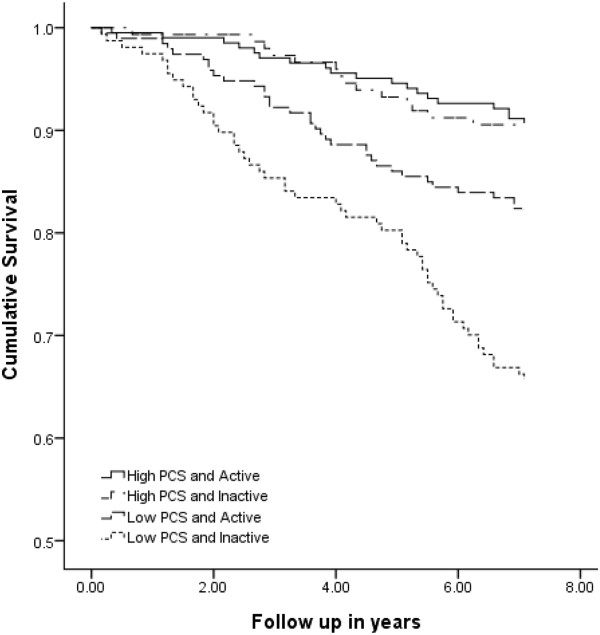 1.0
0.9
0.8
0.7
0.6
0.5
Cumulative Survival
High PCS and Active
High PCS and Inactive
Low PCS and Active
Low PCS and Inactive
0.00 2.00 4.00 6.00 8.00
Follow up in years